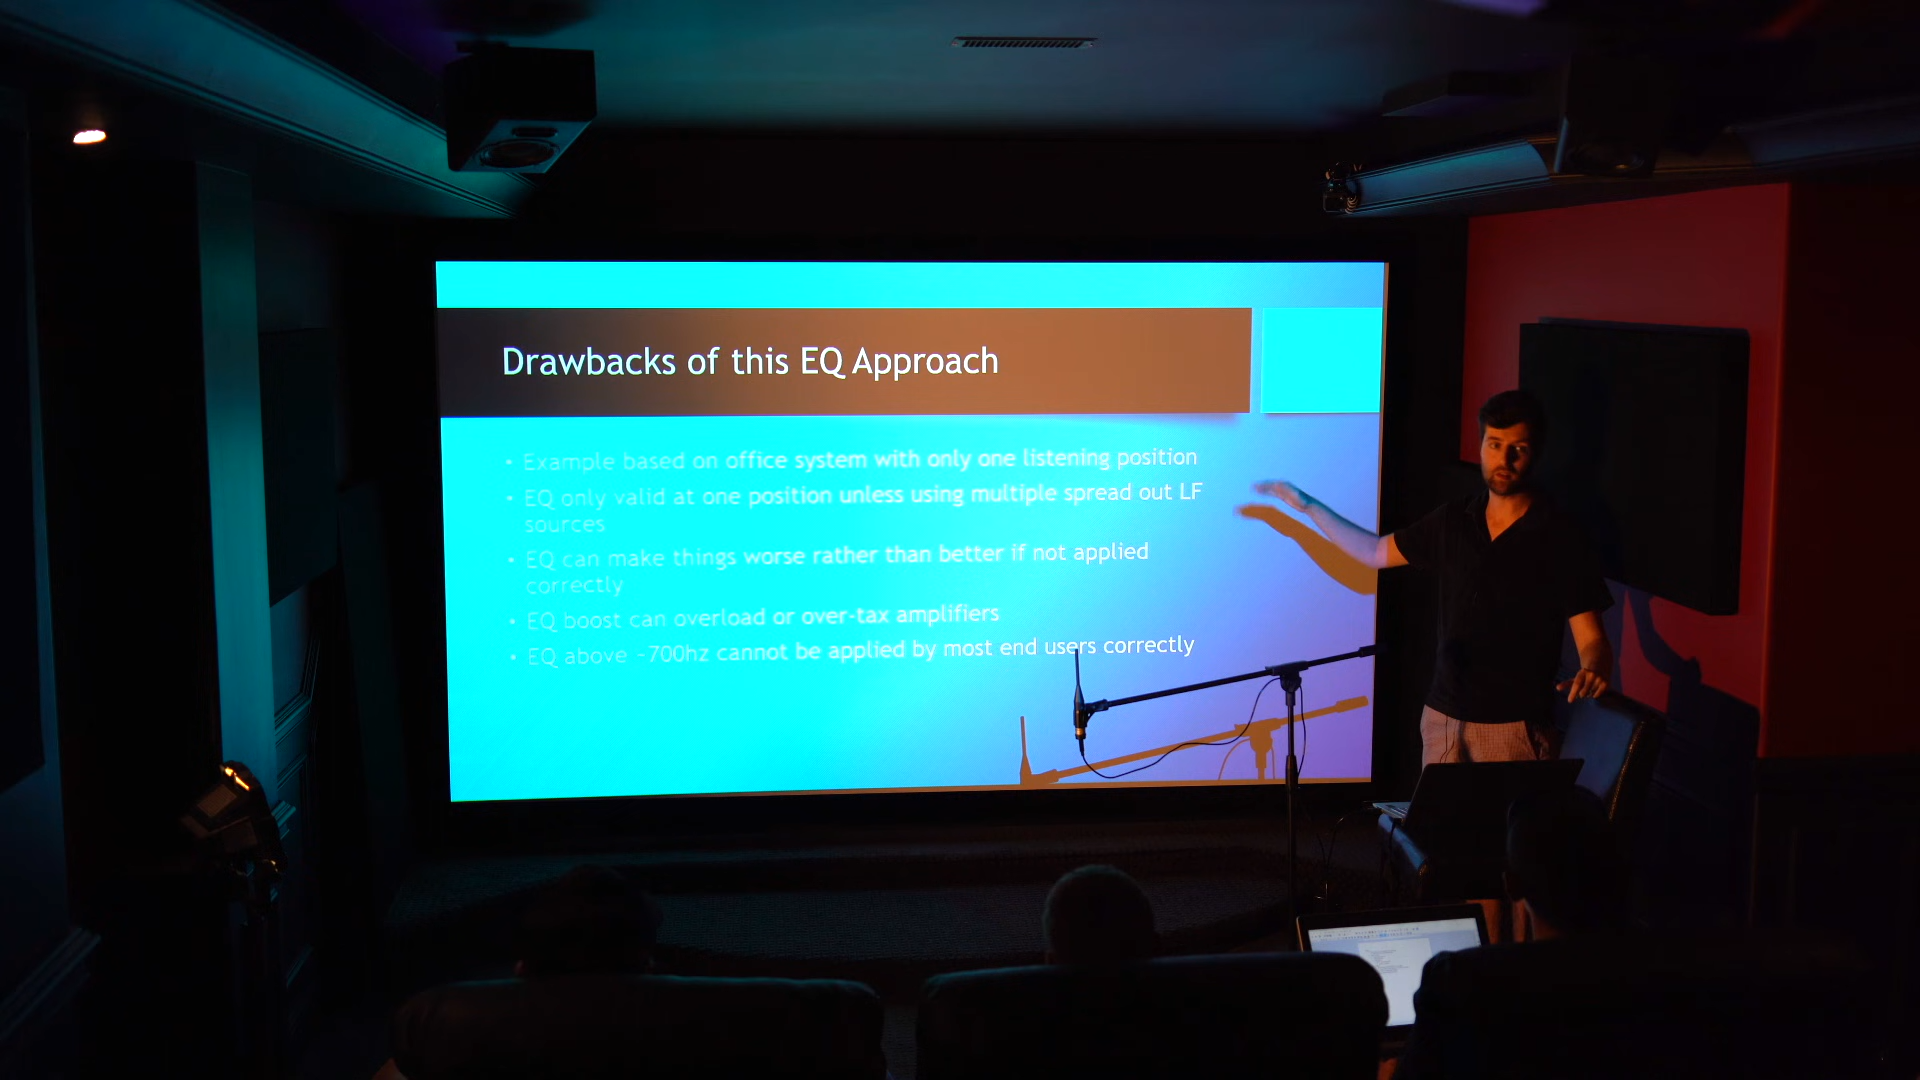 Drawbacks of this EQ Approach
• Example based on office system with only one listening position
• EQ only valid at one position unless using multiple spread out LF
sources
• EQ can make things worse rather than better if not applied
correctly
• EQ boost can overload or over-tax amplifiers
• EQ above ~700hz cannot be applied by most end users correctly